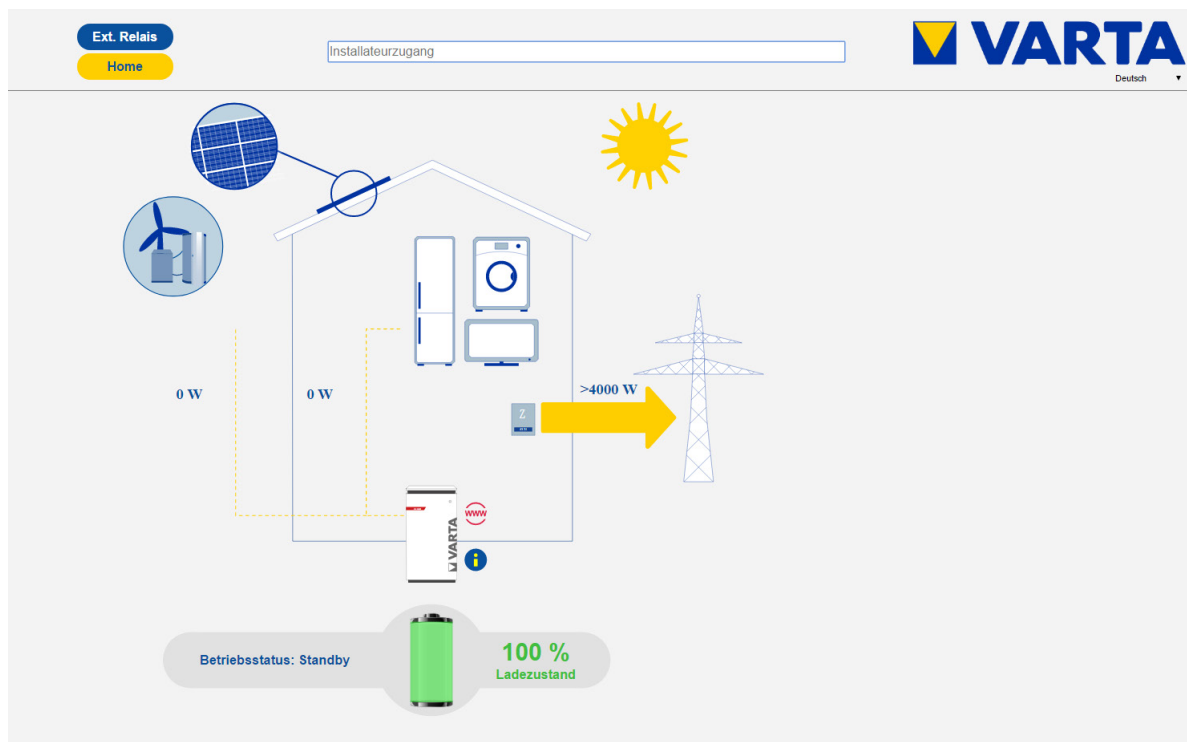 Ext. Relais
Home
Installateurzugang
VARTA
Deutsch
0 W
0 W
>4000 W
Z
www
VARTA
i
Betriebsstatus: Standby
100 %
Ladezustand